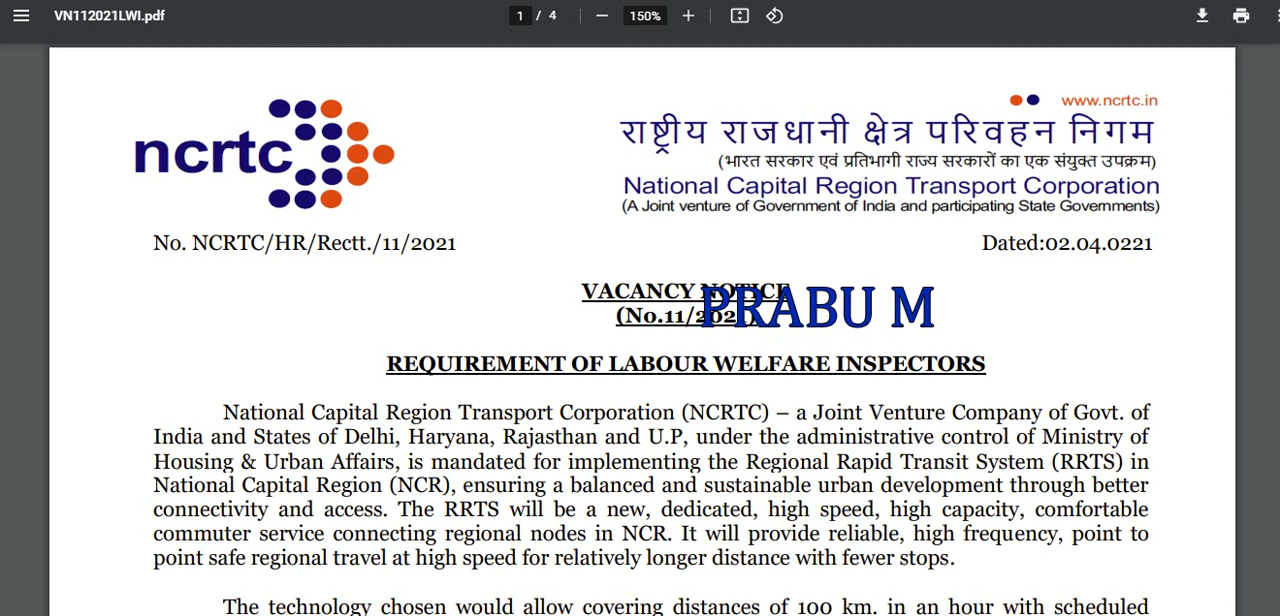 VN112021LWI.pdf
1 / 4
150%
ncrtc
www.ncrtc.in
राष्ट्रीय राजधानी क्षेत्र परिवहन निगम
(भारत सरकार एवं प्रतिभागी राज्य सरकारों का एक संयुक्त उपक्रम)
National Capital Region Transport Corporation
(A Joint venture of Government of India and participating State Governments)
No. NCRTC/HR/Rectt./11/2021 Dated:02.04.0221
VACANCY NOTICE
PRABU M
(No.11/2021)
REQUIREMENT OF LABOUR WELFARE INSPECTORS
National Capital Region Transport Corporation (NCRTC) – a Joint Venture Company of Govt. of
India and States of Delhi, Haryana, Rajasthan and U.P, under the administrative control of Ministry of
Housing & Urban Affairs, is mandated for implementing the Regional Rapid Transit System (RRTS) in
National Capital Region (NCR), ensuring a balanced and sustainable urban development through better
connectivity and access. The RRTS will be a new, dedicated, high speed, high capacity, comfortable
commuter service connecting regional nodes in NCR. It will provide reliable, high frequency, point to
point safe regional travel at high speed for relatively longer distance with fewer stops.
The technology chosen would allow covering distances of 100 km. in an hour with scheduled